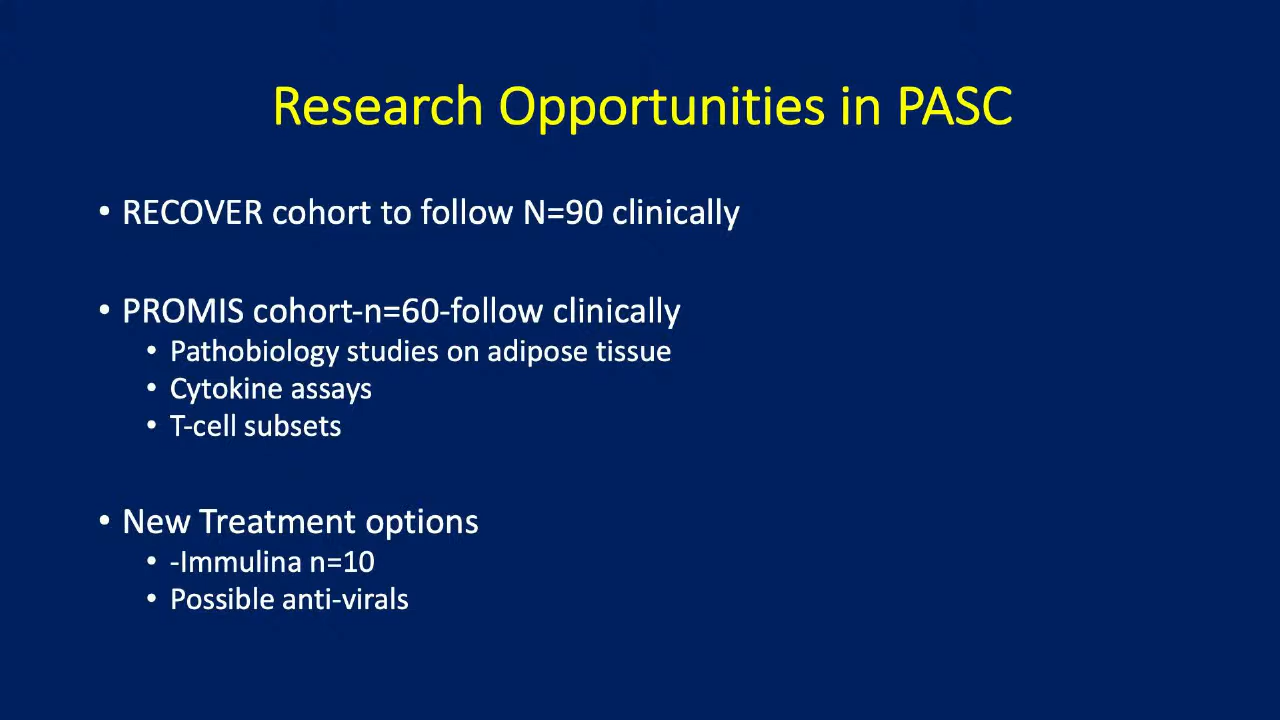 Research Opportunities in PASC
• RECOVER cohort to follow N=90 clinically
• PROMIS cohort-n=60-follow clinically
• Pathobiology studies on adipose tissue
• Cytokine assays
• T-cell subsets
• New Treatment options
• -Immulina n=10
• Possible anti-virals